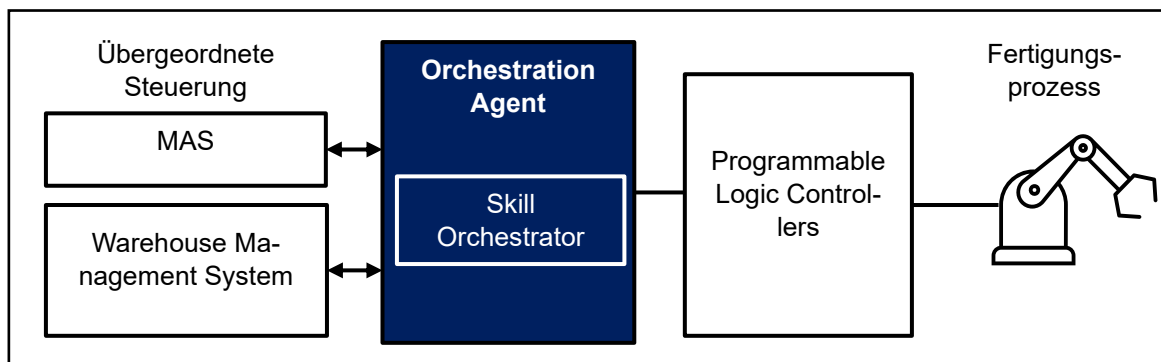 Übergeordnete
Steuerung
MAS
Warehouse Ma-
nagement System
Orchestration
Agent
Skill
Orchestrator
Programmable
Logic Control-
lers
Fertigungs-
prozess